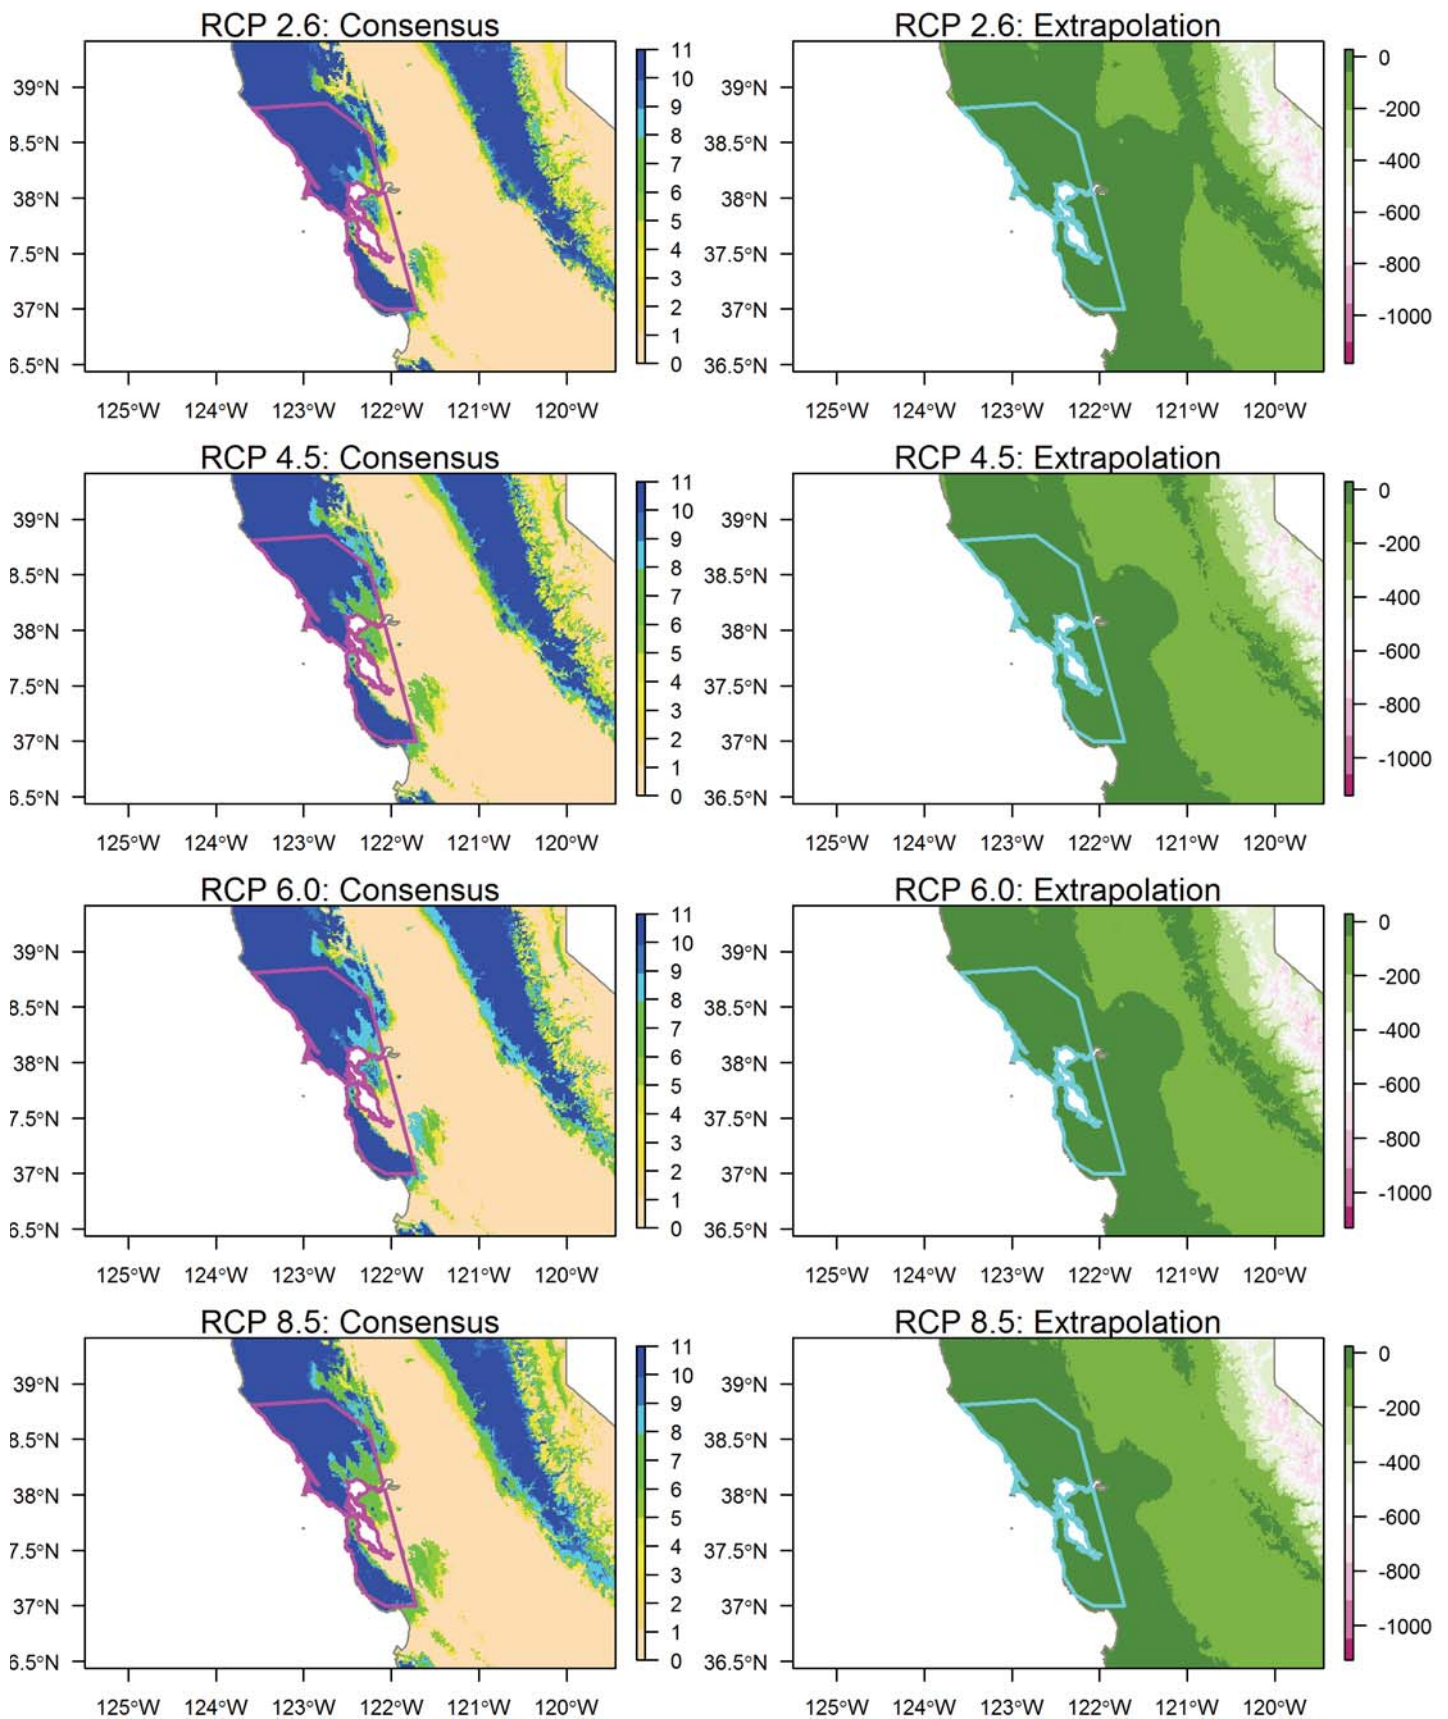 RCP 2.6: Consensus
39°N
8.5°N
38°N
7.5°N
37°N
6.5°N
125°W 124°W 123°W 122°W 121°W 120°W
11
10
9
8
7
6
5
4
3
2
1
0
RCP 2.6: Extrapolation
39°N
38.5°N
38°N
37.5°N
37°N
36.5°N
125°W 124°W 123°W 122°W 121°W 120°W
0
-200
-400
-600
-800
-1000
RCP 4.5: Consensus
39°N
8.5°N
38°N
7.5°N
37°N
6.5°N
125°W 124°W 123°W 122°W 121°W 120°W
11
10
9
8
7
6
5
4
3
2
1
0
RCP 4.5: Extrapolation
39°N
38.5°N
38°N
37.5°N
37°N
36.5°N
125°W 124°W 123°W 122°W 121°W 120°W
0
-200
-400
-600
-800
-1000
RCP 6.0: Consensus
39°N
8.5°N
38°N
7.5°N
37°N
6.5°N
125°W 124°W 123°W 122°W 121°W 120°W
11
10
9
8
7
6
5
4
3
2
1
0
RCP 6.0: Extrapolation
39°N
38.5°N
38°N
37.5°N
37°N
36.5°N
125°W 124°W 123°W 122°W 121°W 120°W
0
-200
-400
-600
-800
-1000
RCP 8.5: Consensus
39°N
8.5°N
38°N
7.5°N
37°N
6.5°N
125°W 124°W 123°W 122°W 121°W 120°W
11
10
9
8
7
6
5
4
3
2
1
0
RCP 8.5: Extrapolation
39°N
38.5°N
38°N
37.5°N
37°N
36.5°N
125°W 124°W 123°W 122°W 121°W 120°W
0
-200
-400
-600
-800
-1000